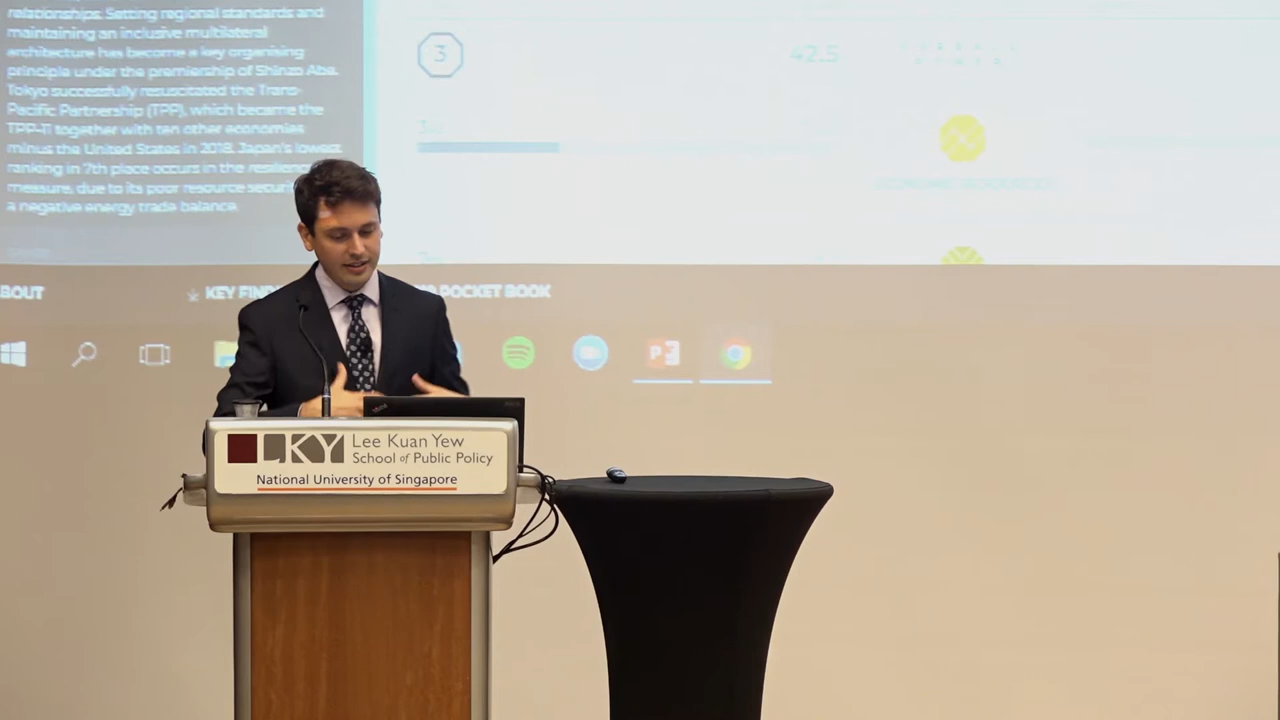 relationships. Setting regional standards and
maintaining an inclusive multilateral
architecture has become a key organising
principle under the premiership of Shinzo Abe.
Tokyo successfully resuscitated the Trans-
Pacific Partnership (TPP), which became the
TPP-11 together with ten other economies
minus the United States in 2018. Japan's lowest
ranking in 7th place occurs in the
measure, due to its poor resource
a negative energy trade balance.
3
42.5
ECONOMIC RESOURCES
BOUT
KEY FIND
POCKET BOOK
LKY
Lee Kuan Yew
School of Public Policy
National University of Singapore